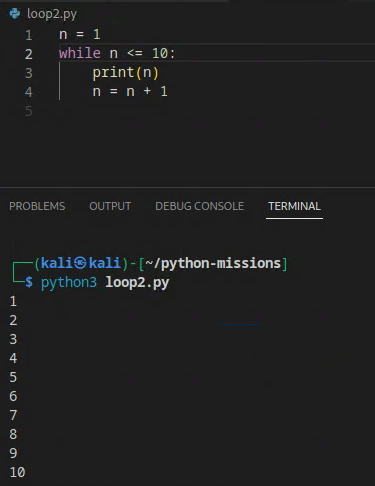 loop2.py
1 n = 1
2 while n <= 10:
3     print(n)
4     n = n + 1
5
PROBLEMS OUTPUT DEBUG CONSOLE TERMINAL
┌──(kali㉿kali)-[~/python-missions]
└─$ python3 loop2.py
1
2
3
4
5
6
7
8
9
10